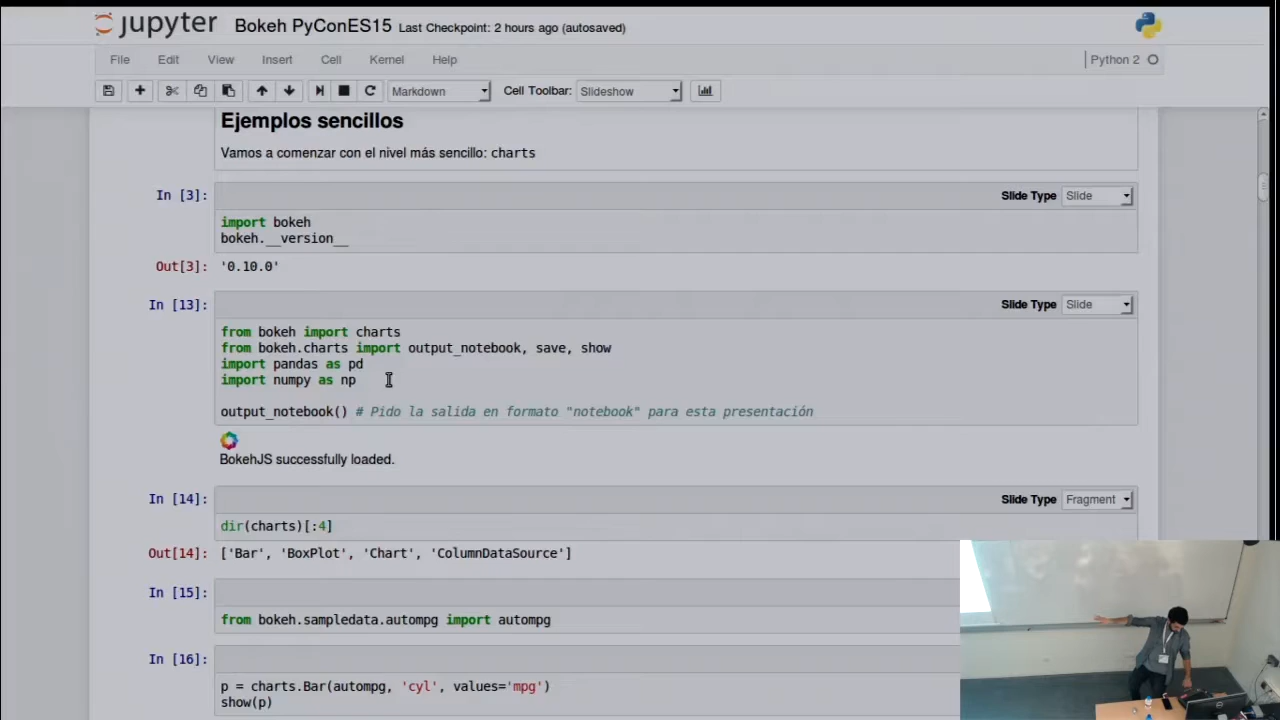 jupyter Bokeh PyConES15 Last Checkpoint: 2 hours ago (autosaved)
File Edit View Insert Cell Kernel Help Python 2
Markdown Cell Toolbar: Slideshow
Ejemplos sencillos
Vamos a comenzar con el nivel más sencillo: charts
In [3]: Slide Type Slide
import bokeh
bokeh.__version__
Out[3]: '0.10.0'
In [13]: Slide Type Slide
from bokeh import charts
from bokeh.charts import output_notebook, save, show
import pandas as pd
import numpy as np
output_notebook() # Pido la salida en formato "notebook" para esta presentación
BokehJS successfully loaded.
In [14]: Slide Type Fragment
dir(charts)[:4]
Out[14]: ['Bar', 'BoxPlot', 'Chart', 'ColumnDataSource']
In [15]:
from bokeh.sampledata.autompg import autompg
In [16]:
p = charts.Bar(autompg, 'cyl', values='mpg')
show(p)